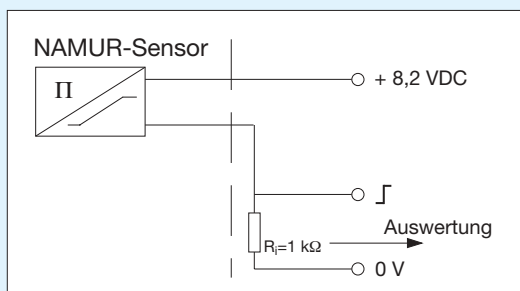 NAMUR-Sensor
Π
+ 8,2 VDC
Auswertung
Ri=1 kΩ
0 V